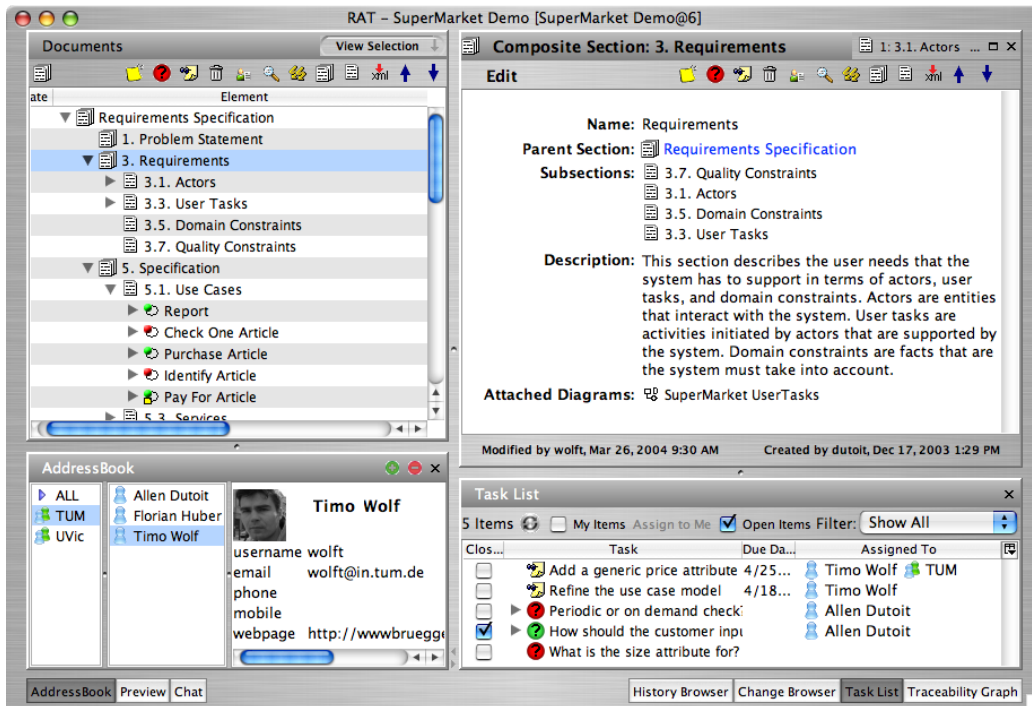 RAT – SuperMarket Demo [SuperMarket Demo@6]
Documents
View Selection
xml
ate Element
Requirements Specification
1. Problem Statement
3. Requirements
3.1. Actors
3.3. User Tasks
3.5. Domain Constraints
3.7. Quality Constraints
5. Specification
5.1. Use Cases
Report
Check One Article
Purchase Article
Identify Article
Pay For Article
5.3. Services
Composite Section: 3. Requirements
1: 3.1. Actors ...
Edit
xml
Name: Requirements
Parent Section: Requirements Specification
Subsections: 3.7. Quality Constraints
3.1. Actors
3.5. Domain Constraints
3.3. User Tasks
Description: This section describes the user needs that the
system has to support in terms of actors, user
tasks, and domain constraints. Actors are entities
that interact with the system. User tasks are
activities initiated by actors that are supported by
the system. Domain constraints are facts that are
the system must take into account.
Attached Diagrams: SuperMarket UserTasks
Modified by wolft, Mar 26, 2004 9:30 AM Created by dutoit, Dec 17, 2003 1:29 PM
AddressBook
ALL
TUM
UVic
Allen Dutoit
Florian Huber
Timo Wolf
Timo Wolf
username wolft
email wolft@in.tum.de
phone
mobile
webpage http://wwwbruegge
Task List
5 Items My Items Assign to Me Open Items Filter: Show All
Clos... Task Due Da... Assigned To
Add a generic price attribute 4/25... Timo Wolf TUM
Refine the use case model 4/18... Timo Wolf
Periodic or on demand check? Allen Dutoit
How should the customer inpu Allen Dutoit
What is the size attribute for?
AddressBook Preview Chat
History Browser Change Browser Task List Traceability Graph